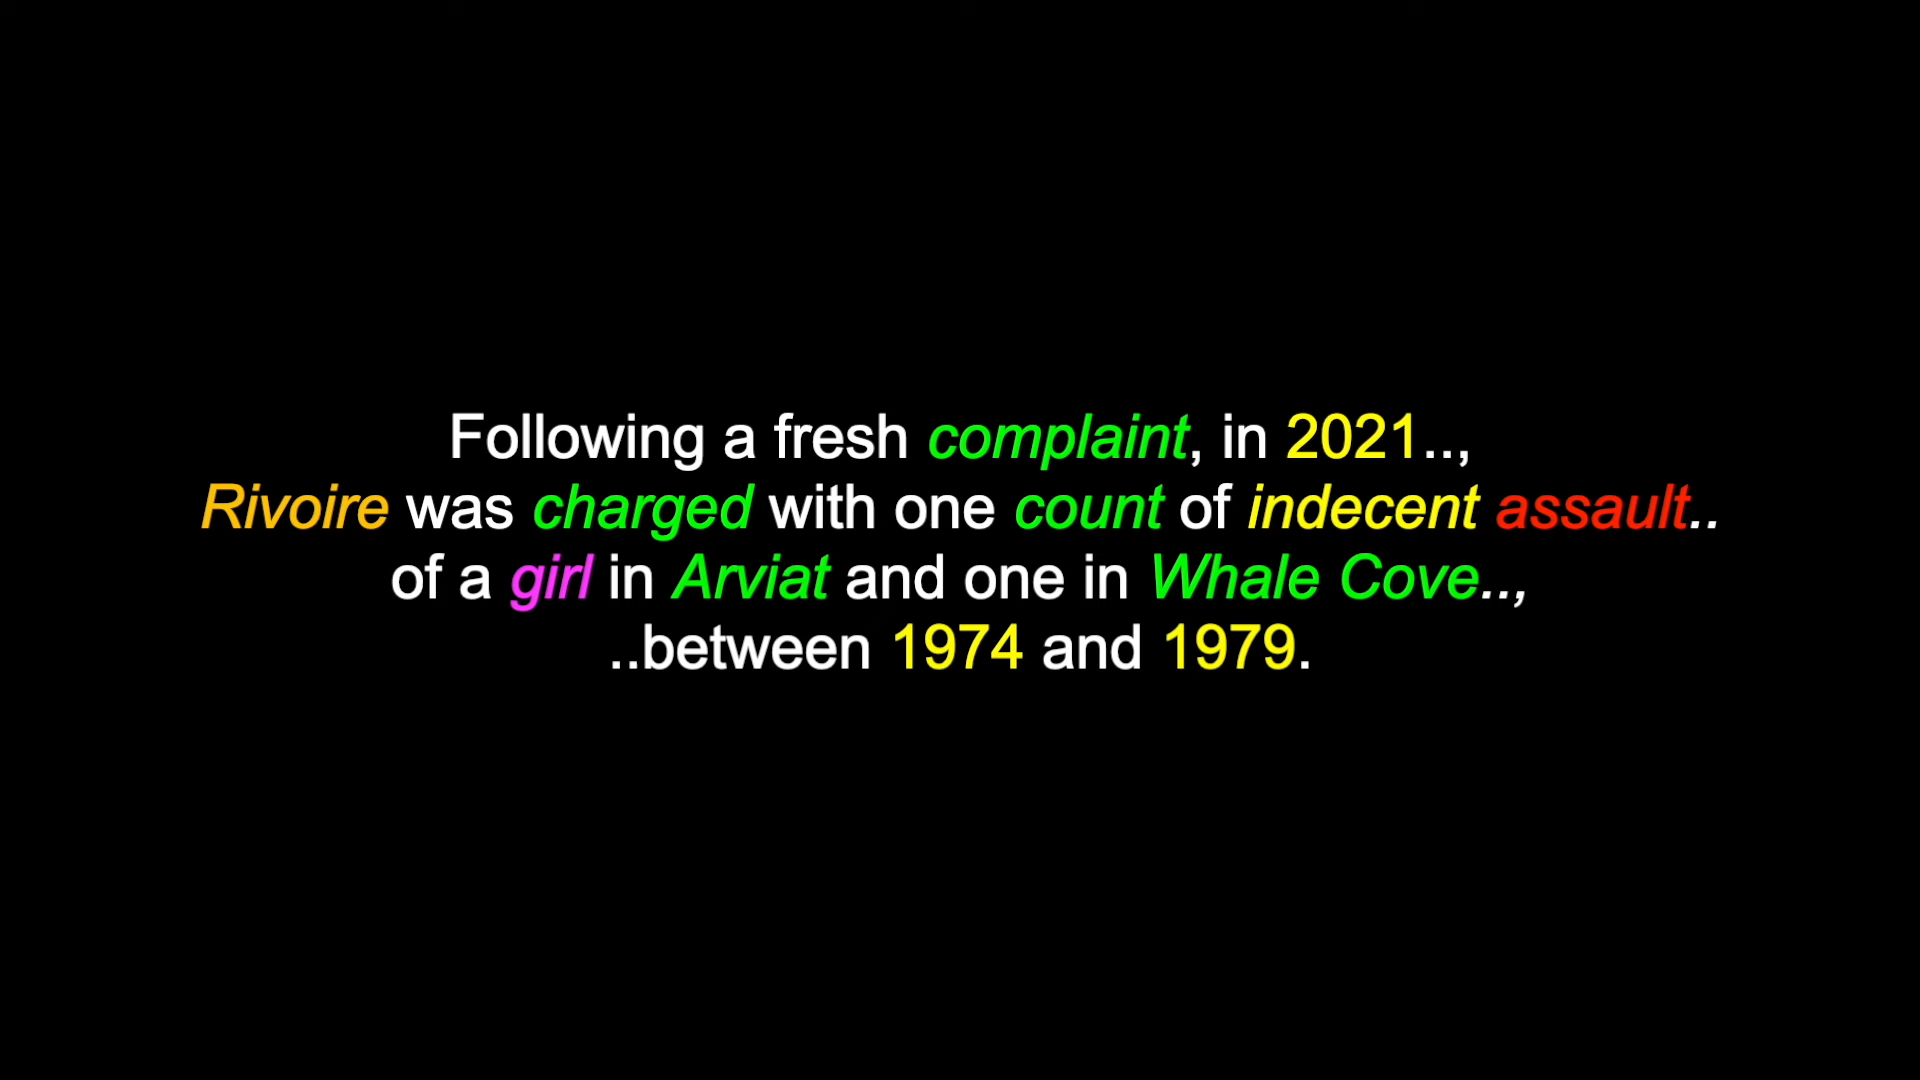 Following a fresh complaint, in 2021..,
Rivoire was charged with one count of indecent assault..
of a girl in Arviat and one in Whale Cove..,
..between 1974 and 1979.